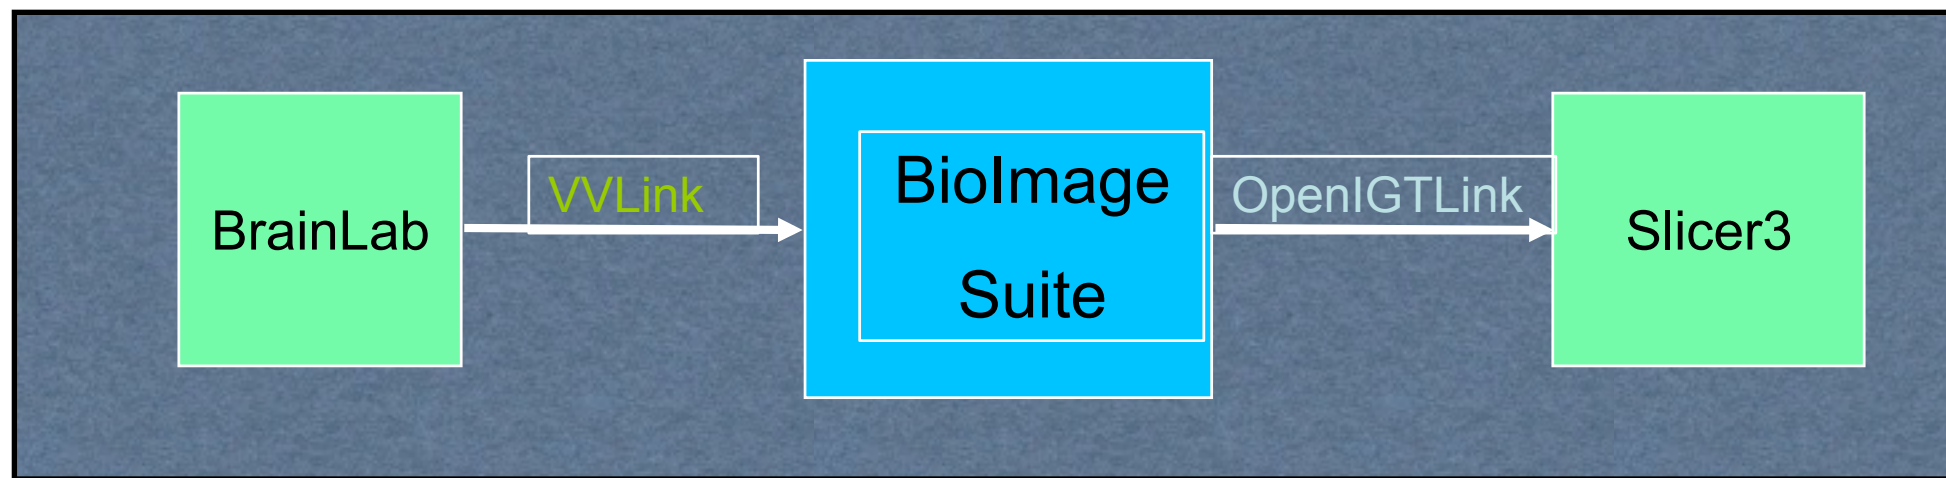 BrainLab
VVLink
BioImage
Suite
OpenIGTLink
Slicer3